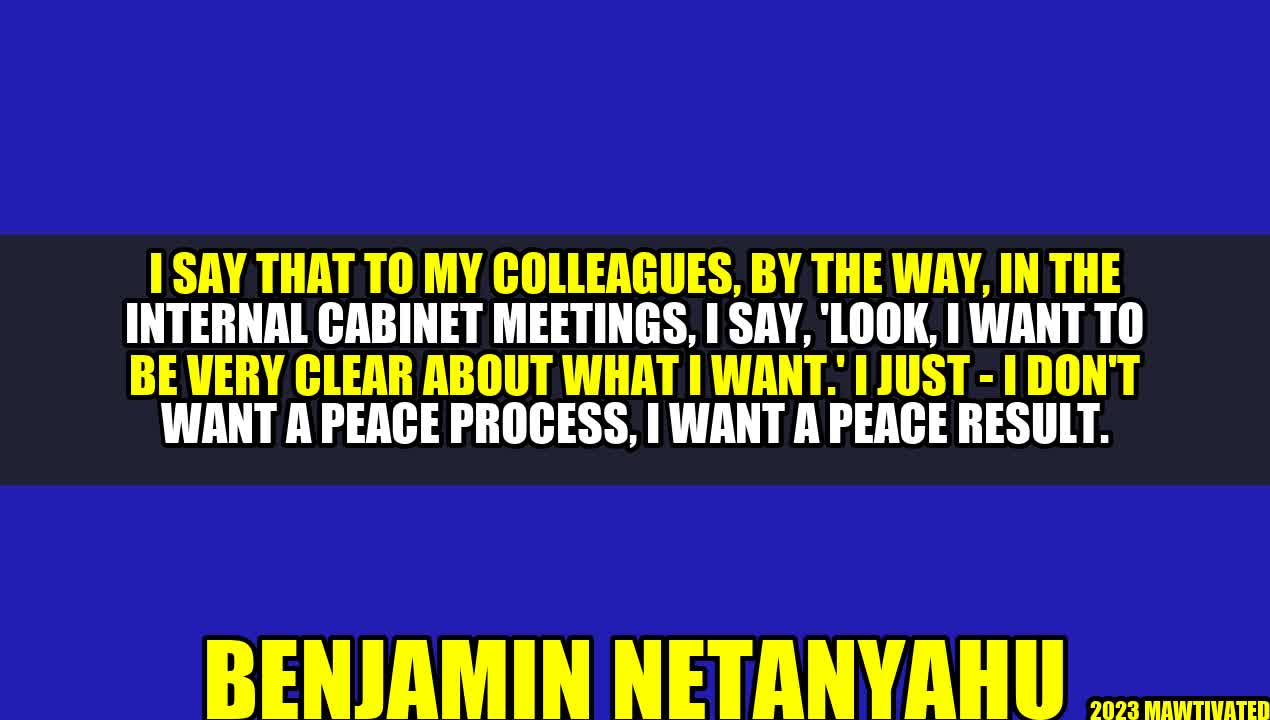 I SAY THAT TO MY COLLEAGUES, BY THE WAY, IN THE
INTERNAL CABINET MEETINGS, I SAY, 'LOOK, I WANT TO
BE VERY CLEAR ABOUT WHAT I WANT.' I JUST - I DON'T
WANT A PEACE PROCESS, I WANT A PEACE RESULT.
BENJAMIN NETANYAHU
2023 MAWTIVATED